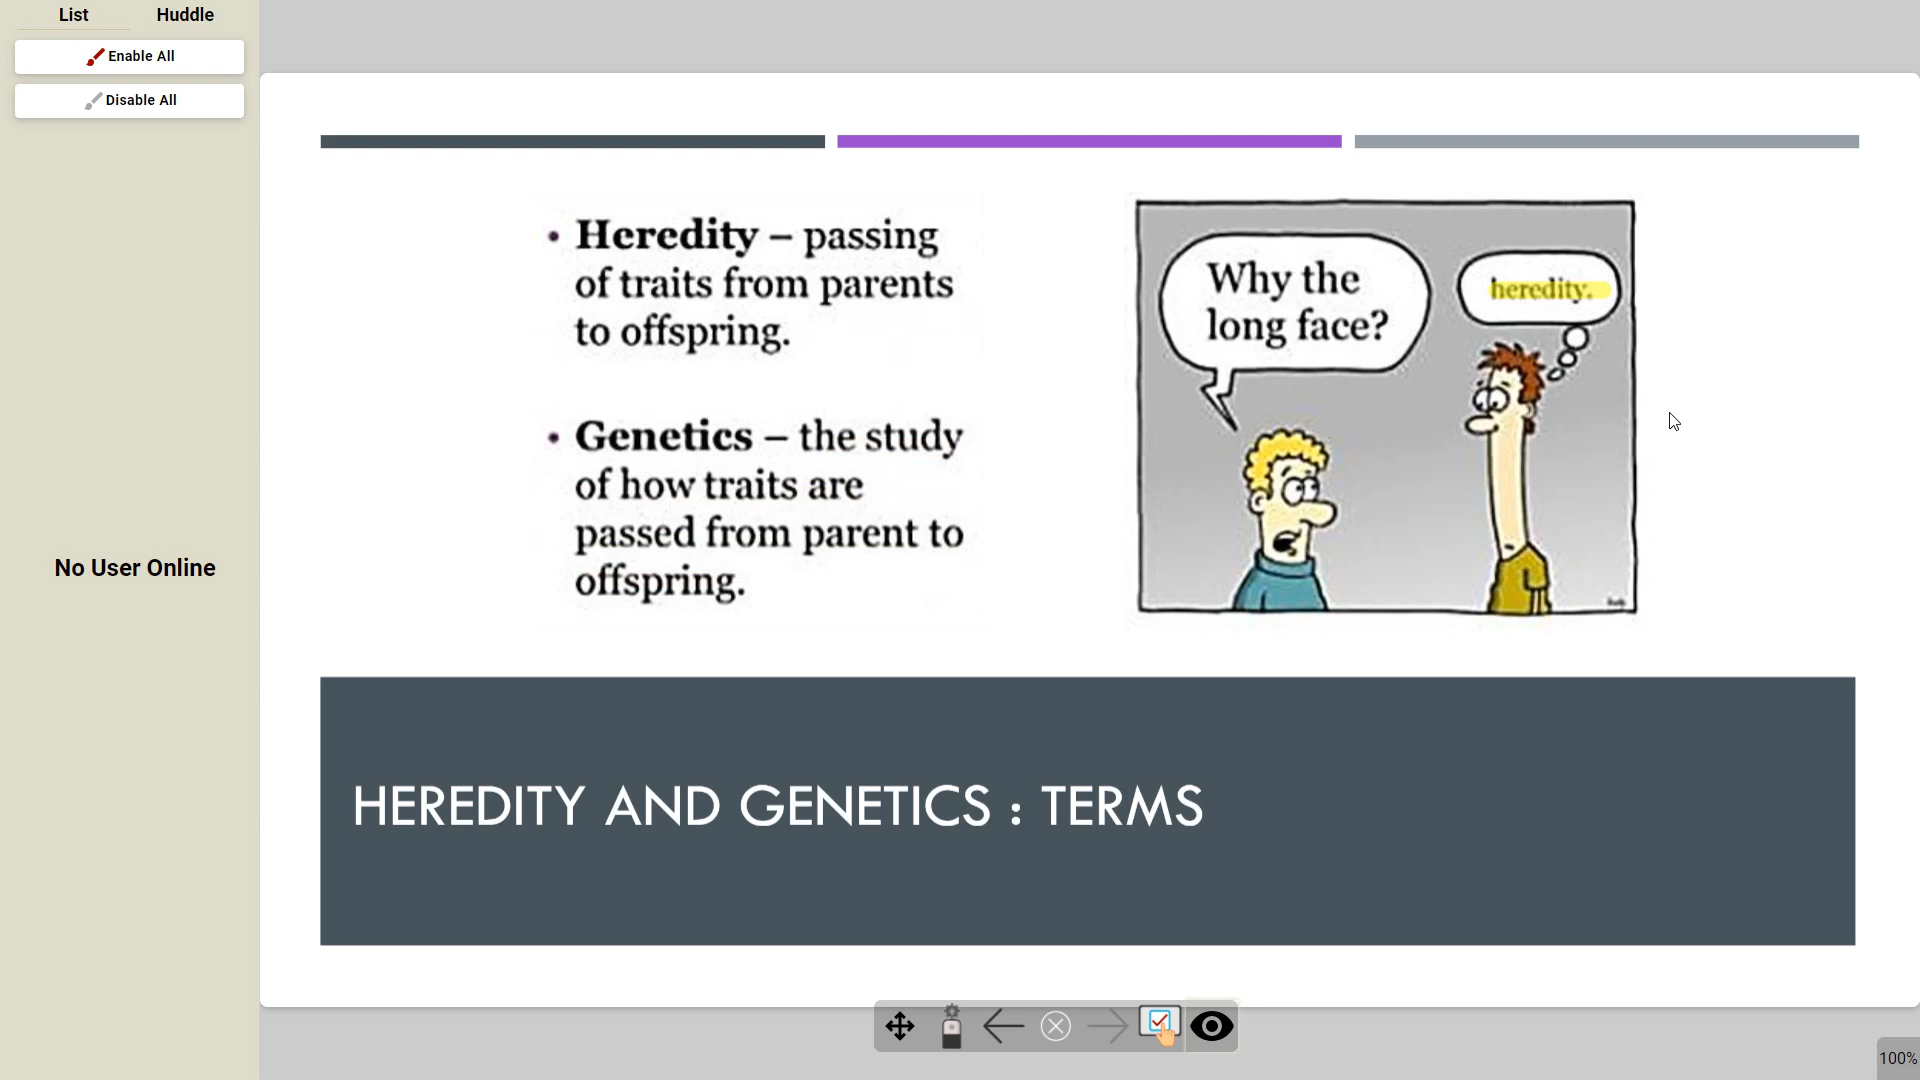 List Huddle
Enable All
Disable All
No User Online
• Heredity – passing
of traits from parents
to offspring.
• Genetics – the study
of how traits are
passed from parent to
offspring.
Why the
long face?
heredity.
HEREDITY AND GENETICS : TERMS
100%